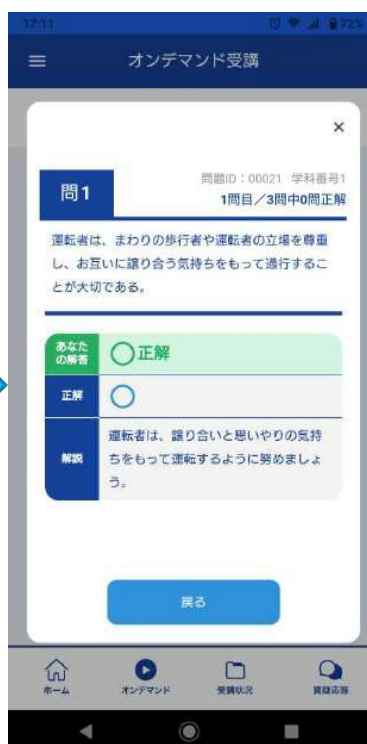 17:11
72%
オンデマンド受講
×
問題ID:00021 学科番号1
問1
1問目/3問中0問正解
運転者は、まわりの歩行者や運転者の立場を尊重
し、お互いに譲り合う気持ちをもって通行するこ
とが大切である。
あなた
の解答
◯正解
正解
◯
運転者は、譲り合いと思いやりの気持
解説
ちをもって運転するように努めましょ
う。
戻る
ホーム
オンデマンド
受講状況
質疑応答